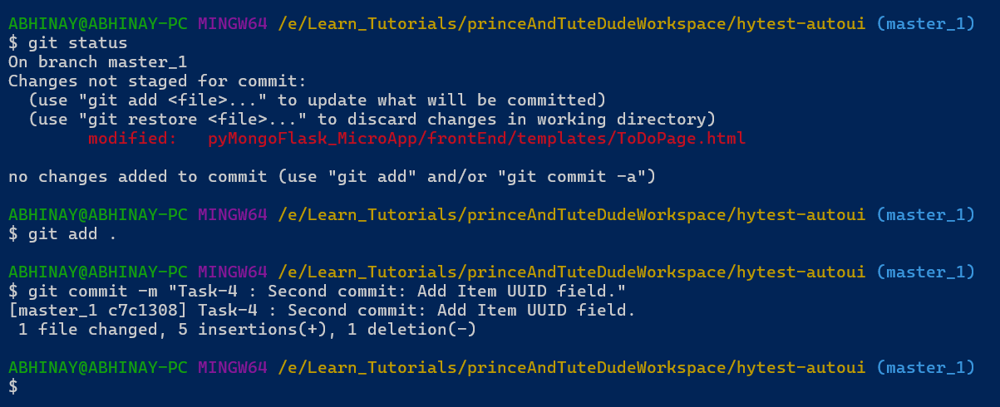 ABHINAY@ABHINAY-PC MINGW64 /e/Learn_Tutorials/princeAndTuteDudeWorkspace/hytest-autoui (master_1)
$ git status
On branch master_1
Changes not staged for commit:
  (use "git add <file>..." to update what will be committed)
  (use "git restore <file>..." to discard changes in working directory)
        modified:   pyMongoFlask_MicroApp/frontEnd/templates/ToDoPage.html

no changes added to commit (use "git add" and/or "git commit -a")

ABHINAY@ABHINAY-PC MINGW64 /e/Learn_Tutorials/princeAndTuteDudeWorkspace/hytest-autoui (master_1)
$ git add .

ABHINAY@ABHINAY-PC MINGW64 /e/Learn_Tutorials/princeAndTuteDudeWorkspace/hytest-autoui (master_1)
$ git commit -m "Task-4 : Second commit: Add Item UUID field."
[master_1 c7c1308] Task-4 : Second commit: Add Item UUID field.
 1 file changed, 5 insertions(+), 1 deletion(-)

ABHINAY@ABHINAY-PC MINGW64 /e/Learn_Tutorials/princeAndTuteDudeWorkspace/hytest-autoui (master_1)
$